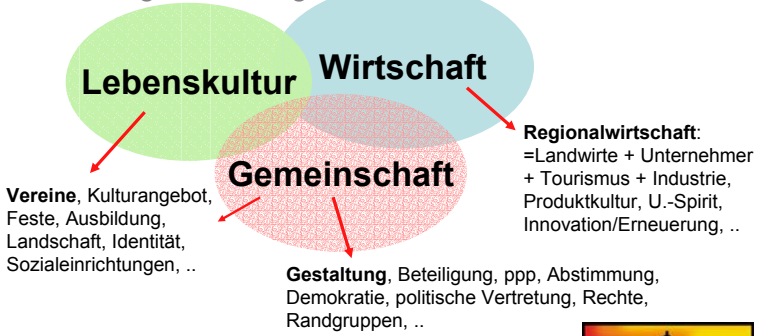 Lebenskultur
Wirtschaft
Gemeinschaft
Regionalwirtschaft:
=Landwirte + Unternehmer
+ Tourismus + Industrie,
Produktkultur, U.-Spirit,
Innovation/Erneuerung, ..
Vereine, Kulturangebot,
Feste, Ausbildung,
Landschaft, Identität,
Sozialeinrichtungen, ..
Gestaltung, Beteiligung, ppp, Abstimmung,
Demokratie, politische Vertretung, Rechte,
Randgruppen, ..